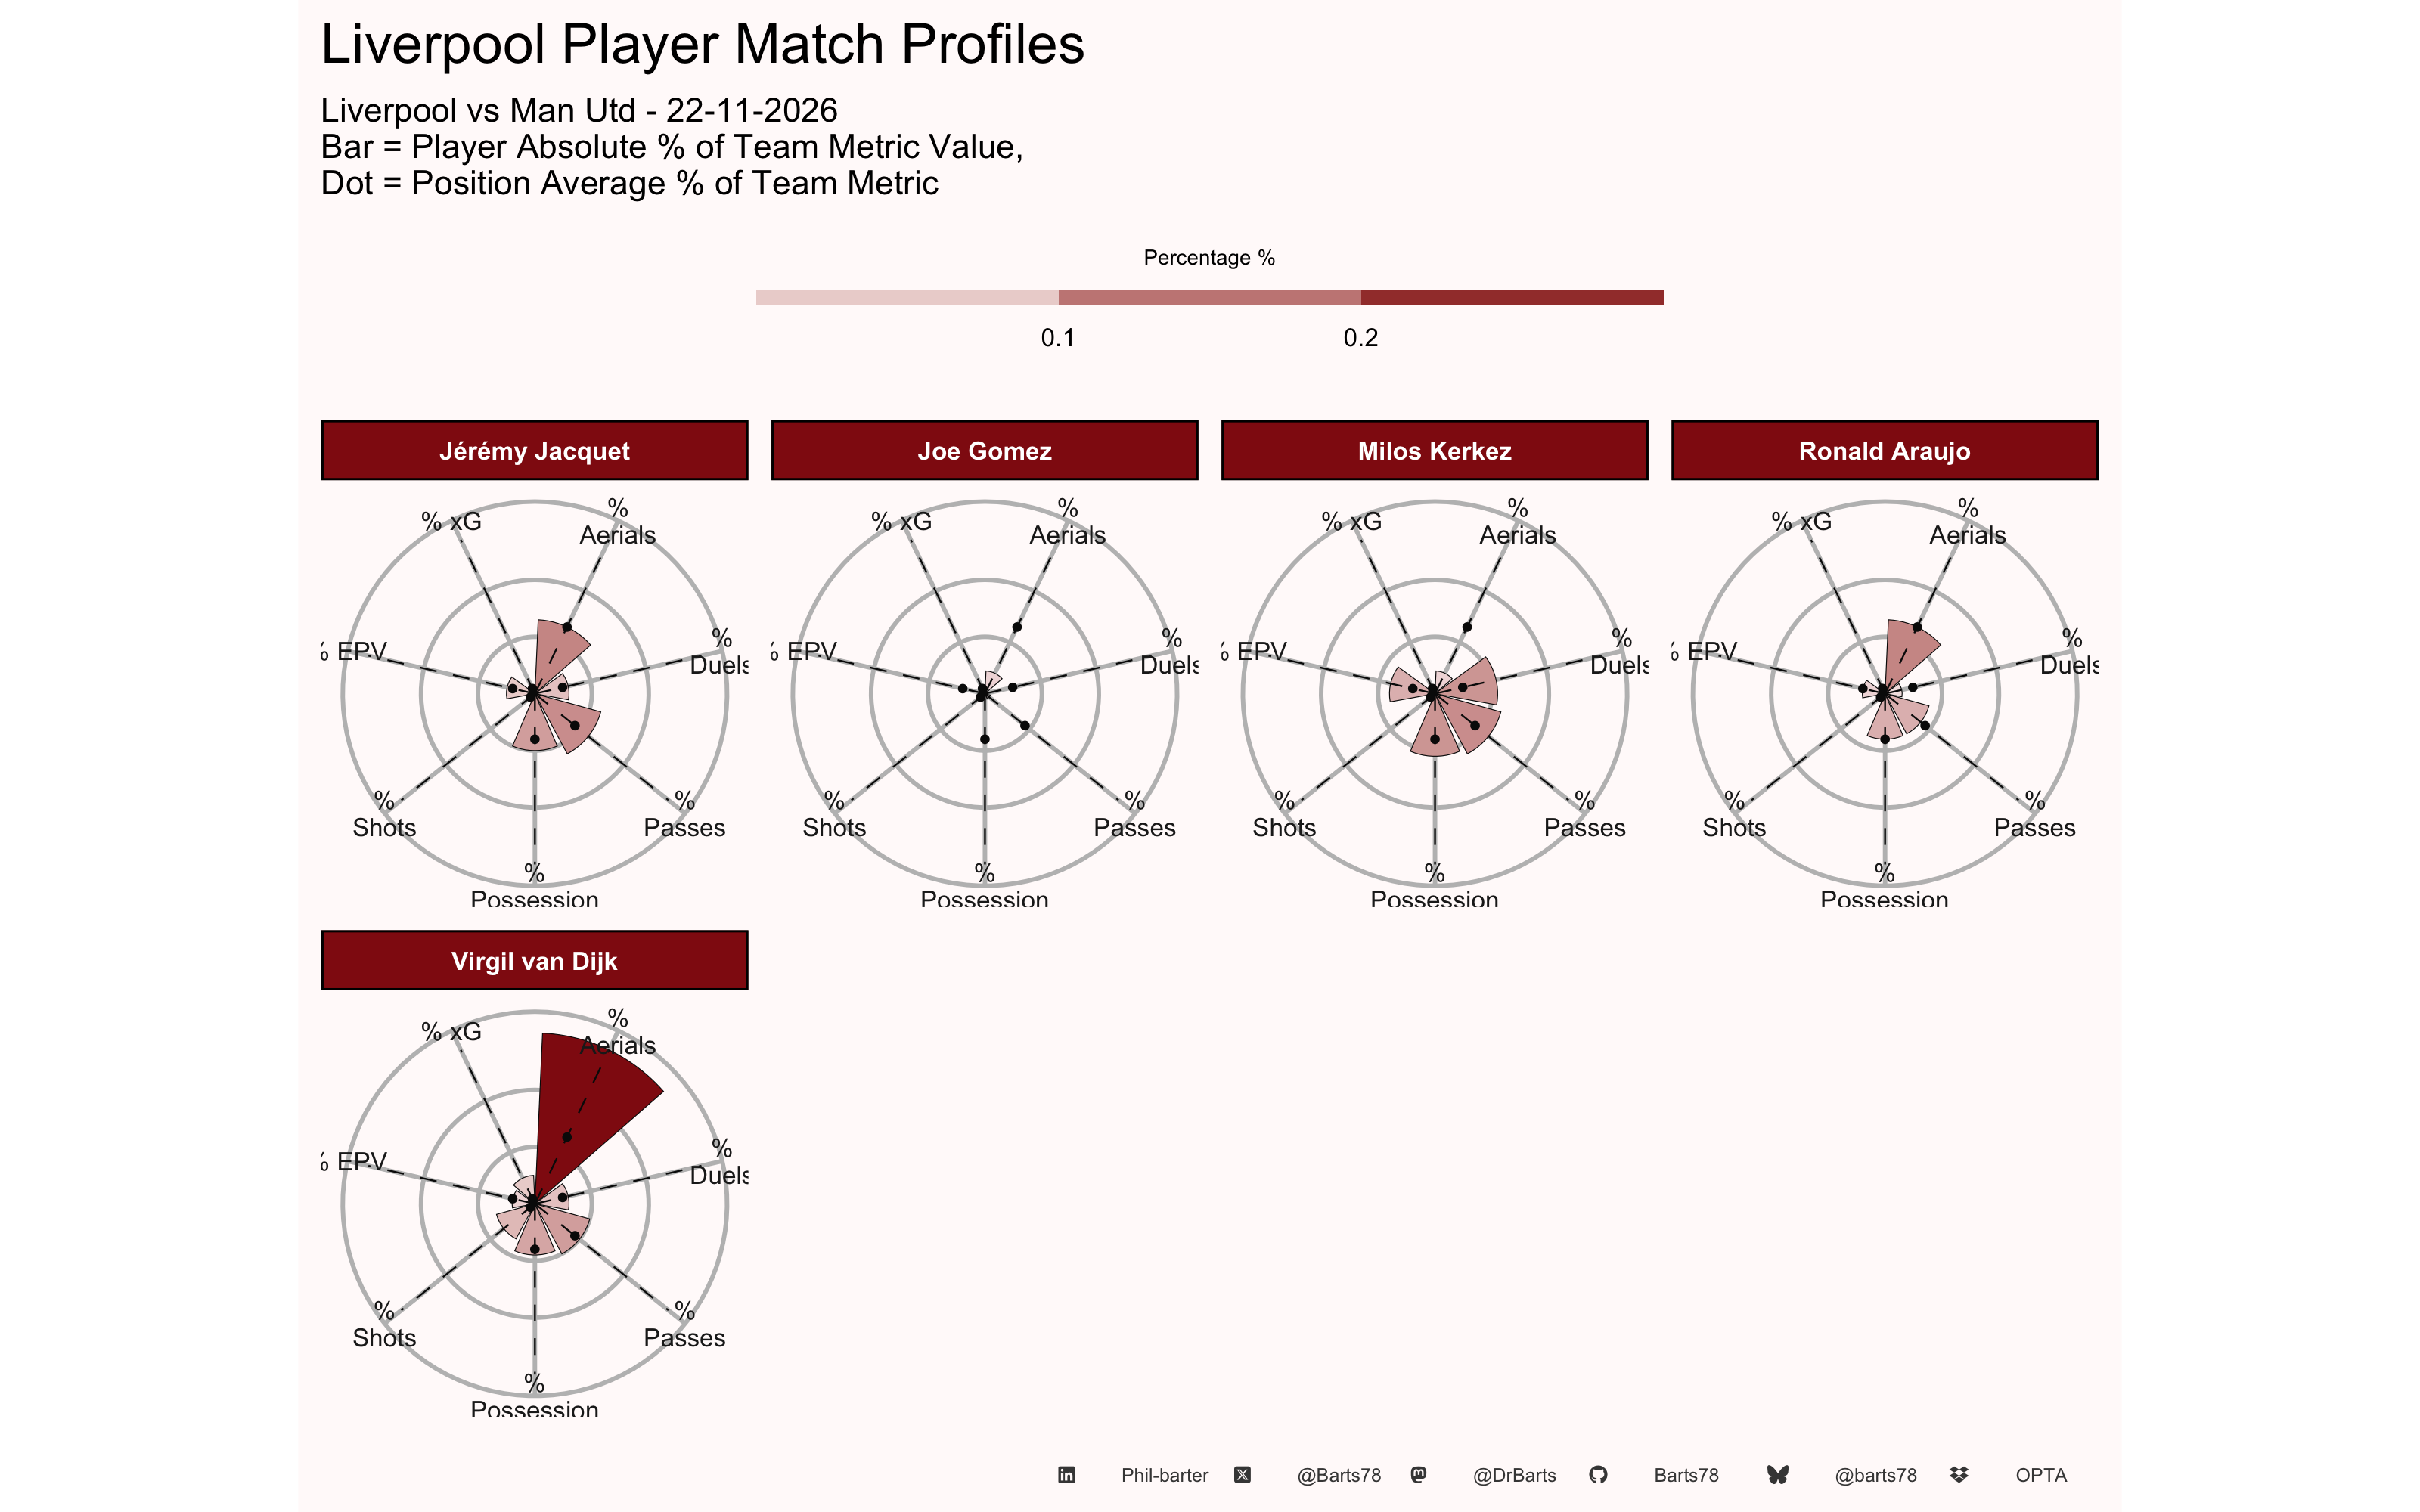 Liverpool Player Match Profiles
Liverpool vs Man Utd - 22-11-2026
Bar = Player Absolute % of Team Metric Value,
Dot = Position Average % of Team Metric
Percentage %
0.1 0.2
Jérémy Jacquet
% xG
%
Aerials
% EPV
%
Duels
%
Shots
%
Passes
%
Possession
Joe Gomez
% xG
%
Aerials
% EPV
%
Duels
%
Shots
%
Passes
%
Possession
Milos Kerkez
% xG
%
Aerials
% EPV
%
Duels
%
Shots
%
Passes
%
Possession
Ronald Araujo
% xG
%
Aerials
% EPV
%
Duels
%
Shots
%
Passes
%
Possession
Virgil van Dijk
% xG
%
Aerials
% EPV
%
Duels
%
Shots
%
Passes
%
Possession
Phil-barter @Barts78 @DrBarts Barts78 @barts78 OPTA